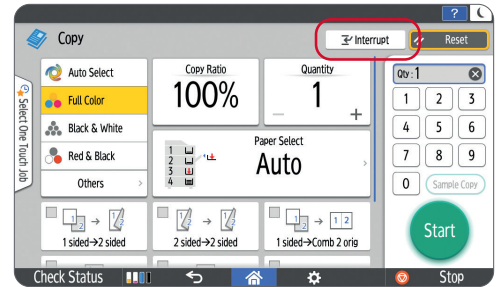 ?
Copy
Interrupt
Reset
Select One Touch Job
Auto Select
Full Color
Black & White
Red & Black
Others
Copy Ratio
100%
Quantity
1
− +
Paper Select
Auto
1
2
3
4
1 sided→2 sided
2 sided→2 sided
1 2
1 sided→Comb 2 orig
Qty : 1
1 2 3
4 5 6
7 8 9
0 Sample Copy
Start
Check Status
Stop